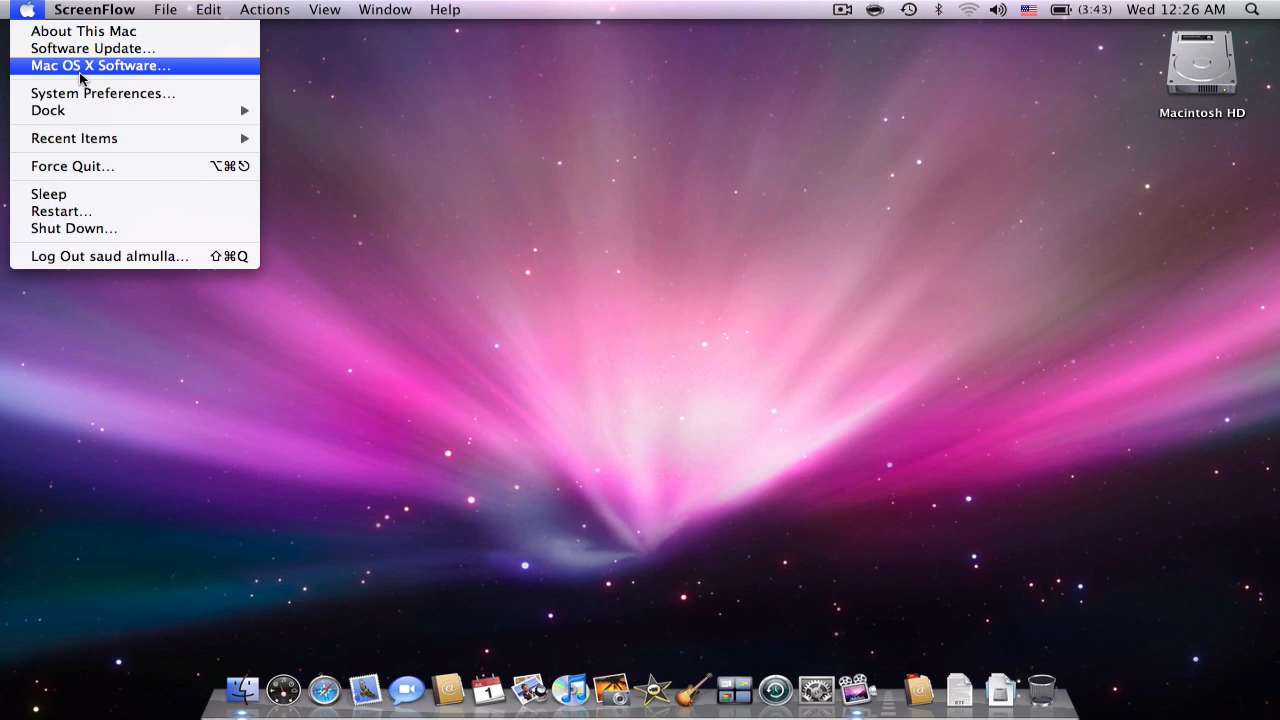 ScreenFlow File Edit Actions View Window Help (3:43) Wed 12:26 AM
About This Mac
Software Update...
Mac OS X Software...
System Preferences...
Dock
Recent Items
Force Quit... ⌥⌘⎋
Sleep
Restart...
Shut Down...
Log Out saud almulla... ⇧⌘Q
Macintosh HD
1
RTF